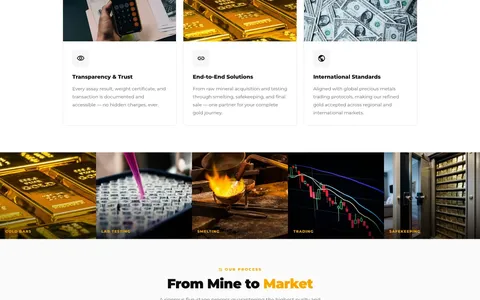 Transparency & Trust
Every assay result, weight certificate, and
transaction is documented and
accessible — no hidden charges, ever.
End-to-End Solutions
From raw mineral acquisition and testing
through smelting, safekeeping, and final
sale — one partner for your complete
gold journey.
International Standards
Aligned with global precious metals
trading protocols, making our refined
gold accepted across regional and
international markets.
GOLD BARS
LAB TESTING
SMELTING
TRADING
SAFEKEEPING
OUR PROCESS
From Mine to Market